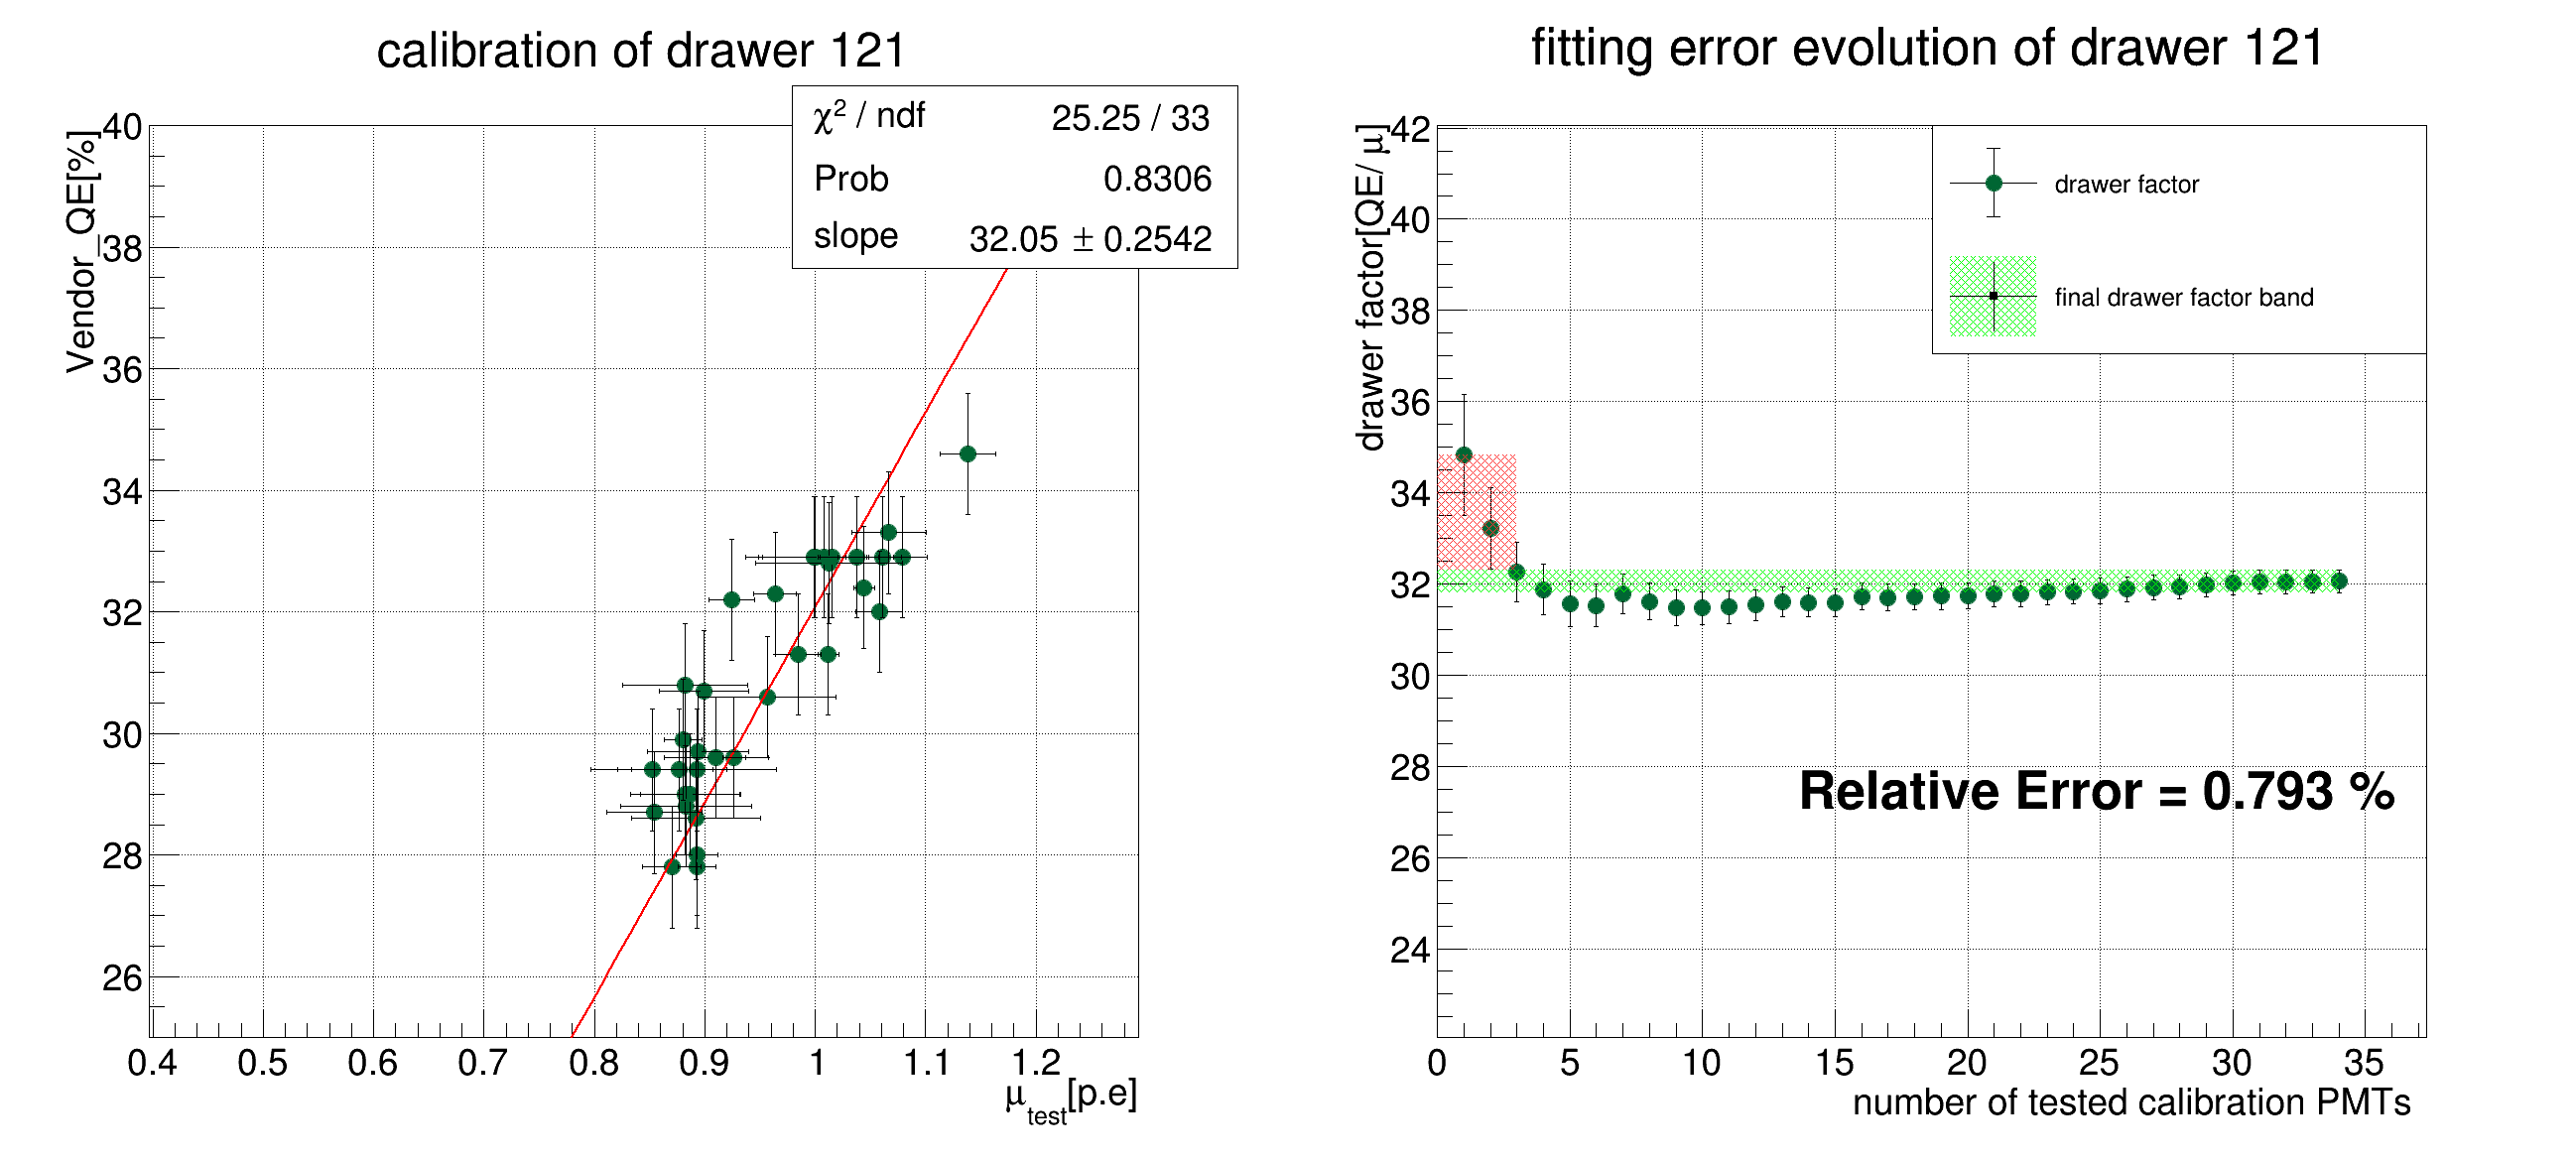 calibration of drawer 121
χ² / ndf 25.25 / 33
Prob 0.8306
slope 32.05 ± 0.2542
Vendor_QE[%]
40
38
36
34
32
30
28
26
0.4 0.5 0.6 0.7 0.8 0.9 1 1.1 1.2
μtest[p.e]
fitting error evolution of drawer 121
drawer factor[QE/ μ]
42
40
38
36
34
32
30
28
26
24
drawer factor
final drawer factor band
Relative Error = 0.793 %
0 5 10 15 20 25 30 35
number of tested calibration PMTs